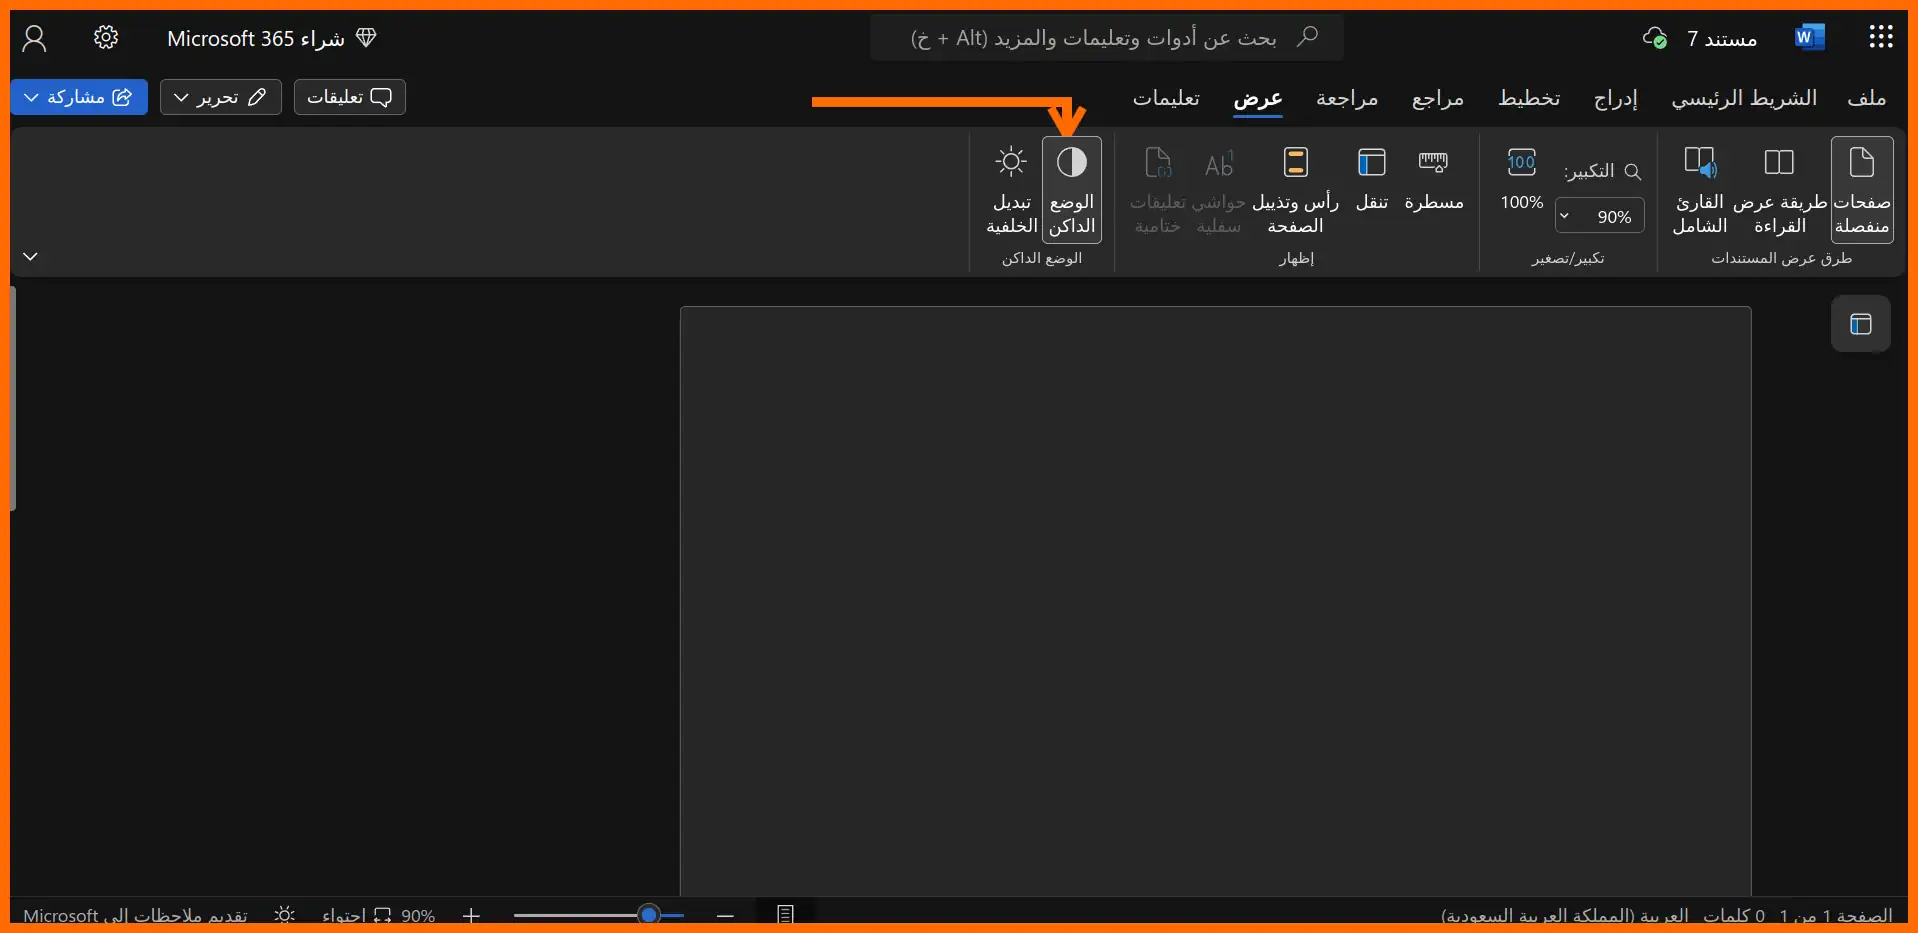 مستند 7
بحث عن أدوات وتعليمات والمزيد (Alt + خ)
شراء Microsoft 365
ملف
الشريط الرئيسي
إدراج
تخطيط
مراجع
مراجعة
عرض
تعليمات
تعليقات
تحرير
مشاركة
صفحات
منفصلة
طريقة عرض
القراءة
القارئ
الشامل
طرق عرض المستندات
التكبير:
90%
100
100%
تكبير/تصغير
مسطرة
تنقل
رأس وتذييل
الصفحة
حواشي
سفلية
تعليقات
ختامية
إظهار
الوضع
الداكن
تبديل
الخلفية
الوضع الداكن
الصفحة 1 من 1
0 كلمات
العربية (المملكة العربية السعودية)
90%
احتواء
تقديم ملاحظات إلى Microsoft